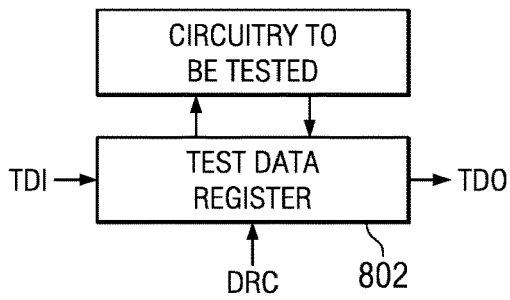 CIRCUITRY TO
BE TESTED
TDI
TEST DATA
REGISTER
TDO
DRC
802